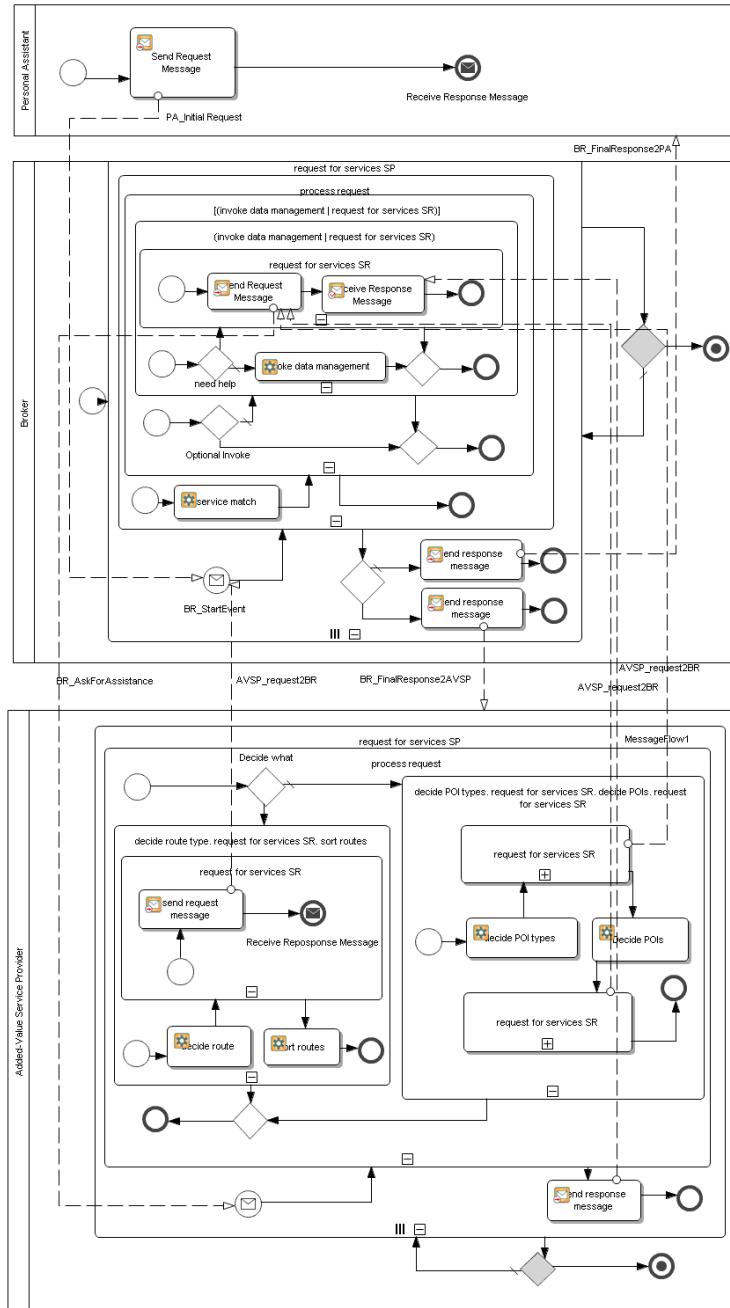 Personal Assistant
Send Request
Message
Receive Response Message
PA_Initial Request
BR_FinalResponse2PA
Broker
request for services SP
process request
[(invoke data management | request for services SR)]
(invoke data management | request for services SR)
request for services SR
end Request
Message
ceive Response
Message
need help
oke data management
Optional Invoke
service match
BR_StartEvent
end response
message
end response
message
BR_AskForAssistance
AVSP_request2BR
BR_FinalResponse2AVSP
AVSP_request2BR
AVSP_request2BR
MessageFlow1
Added-Value Service Provider
request for services SP
Decide what
process request
decide POI types. request for services SR. decide POIs. request
for services SR
decide route type. request for services SR. sort routes
request for services SR
request for services SR
send request
message
Receive Reposponse Message
decide POI types
Decide POIs
request for services SR
decide route
ort routes
end response
message